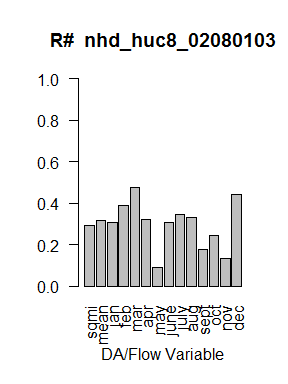 R#  nhd_huc8_02080103
1.0
0.8
0.6
0.4
0.2
0.0
sqmi
mean
jan
feb
mar
apr
may
june
july
aug
sept
oct
nov
dec
DA/Flow Variable